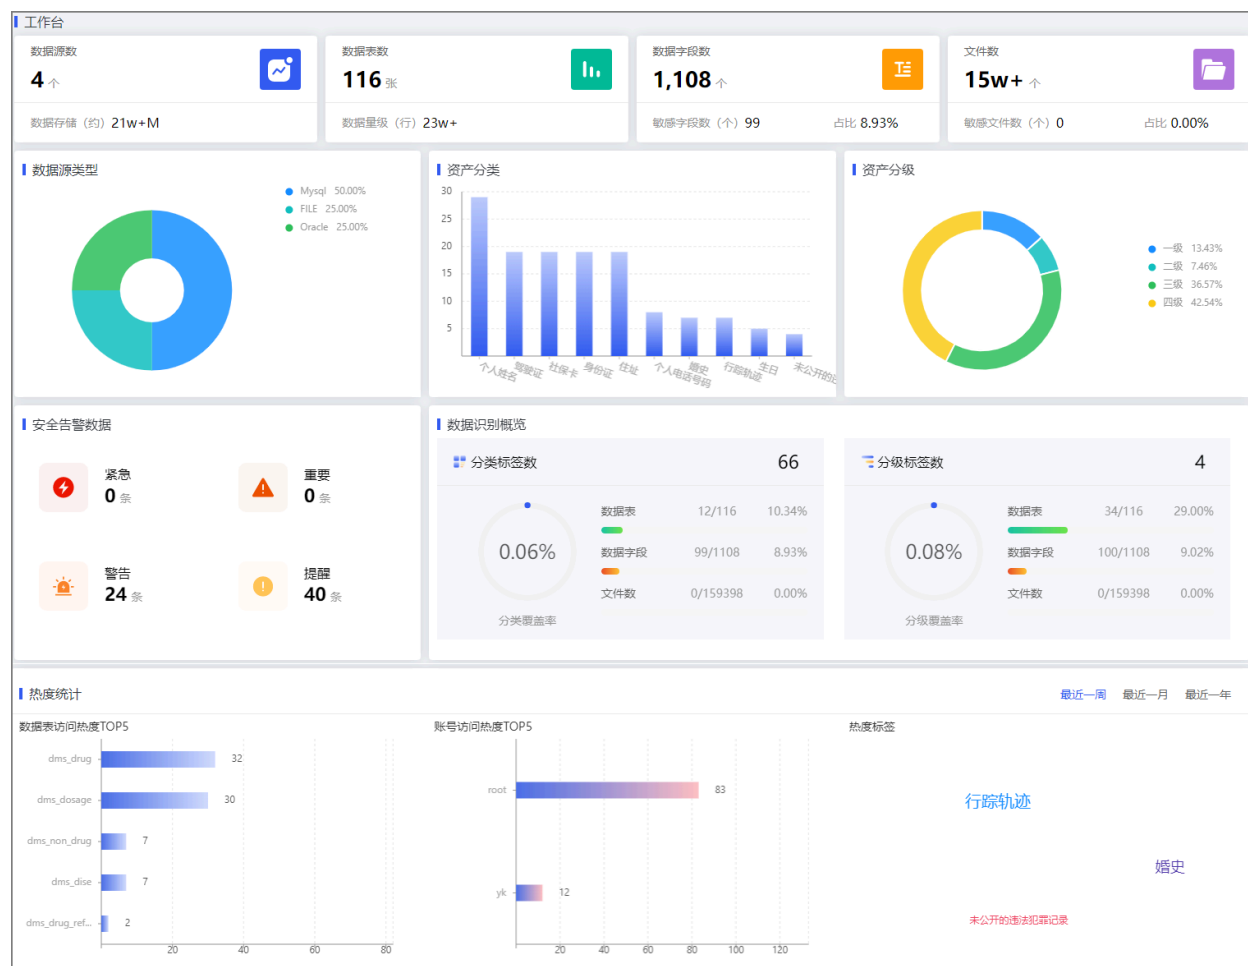 工作台
数据源数
4 个
数据存储（约）21w+M
数据表数
116 张
数据量级（行）23w+
数据字段数
1,108 个
敏感字段数（个）99 占比 8.93%
文件数
15w+ 个
敏感文件数（个）0 占比 0.00%
数据源类型
Mysql 50.00%
FILE 25.00%
Oracle 25.00%
资产分类
30
25
20
15
10
5
个人姓名
驾驶证
社保卡
身份证
住址
个人电话号码
婚史
行踪轨迹
生日
未公开的违
资产分级
一级 13.43%
二级 7.46%
三级 36.57%
四级 42.54%
安全告警数据
紧急
0 条
重要
0 条
警告
24 条
提醒
40 条
数据识别概览
分类标签数 66
0.06%
分类覆盖率
数据表 12/116 10.34%
数据字段 99/1108 8.93%
文件数 0/159398 0.00%
分级标签数 4
0.08%
分级覆盖率
数据表 34/116 29.00%
数据字段 100/1108 9.02%
文件数 0/159398 0.00%
热度统计
最近一周 最近一月 最近一年
数据表访问热度TOP5
dms_drug 32
dms_dosage 30
dms_non_drug 7
dms_dise 7
dms_drug_ref... 2
20 40 60 80
账号访问热度TOP5
root 83
yk 12
20 40 60 80 100 120
热度标签
行踪轨迹
婚史
未公开的违法犯罪记录